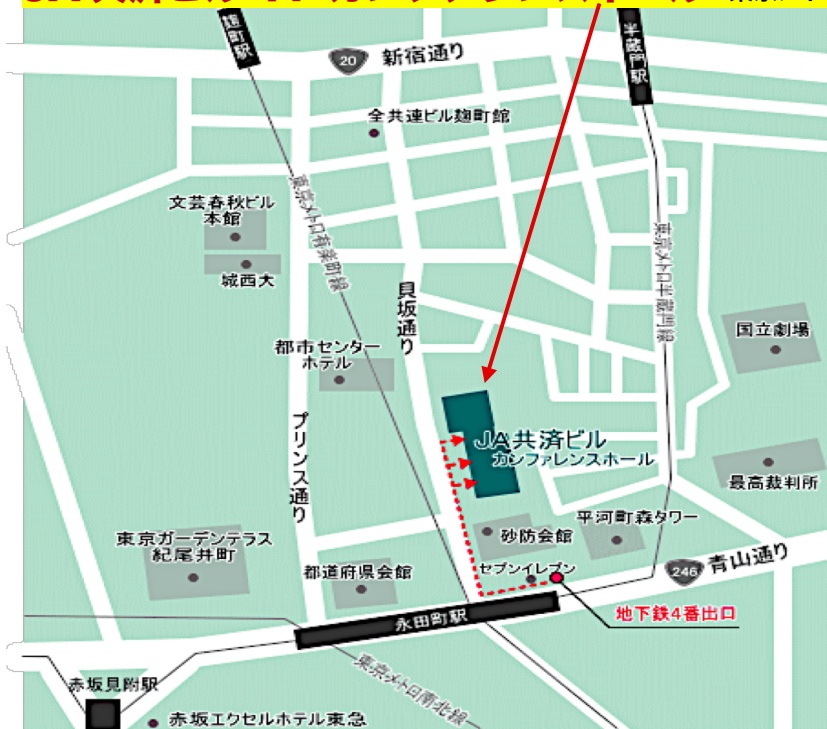 麹町駅
半蔵門駅
20 新宿通り
全共連ビル麹町館
文芸春秋ビル
本館
東京メトロ有楽町線
東京メトロ半蔵門線
城西大
貝坂通り
国立劇場
都市センター
ホテル
プリンス通り
JA共済ビル
カンファレンスホール
最高裁判所
平河町森タワー
砂防会館
東京ガーデンテラス
紀尾井町
都道府県会館
セブンイレブン
246 青山通り
地下鉄4番出口
永田町駅
東京メトロ南北線
赤坂見附駅
赤坂エクセルホテル東急